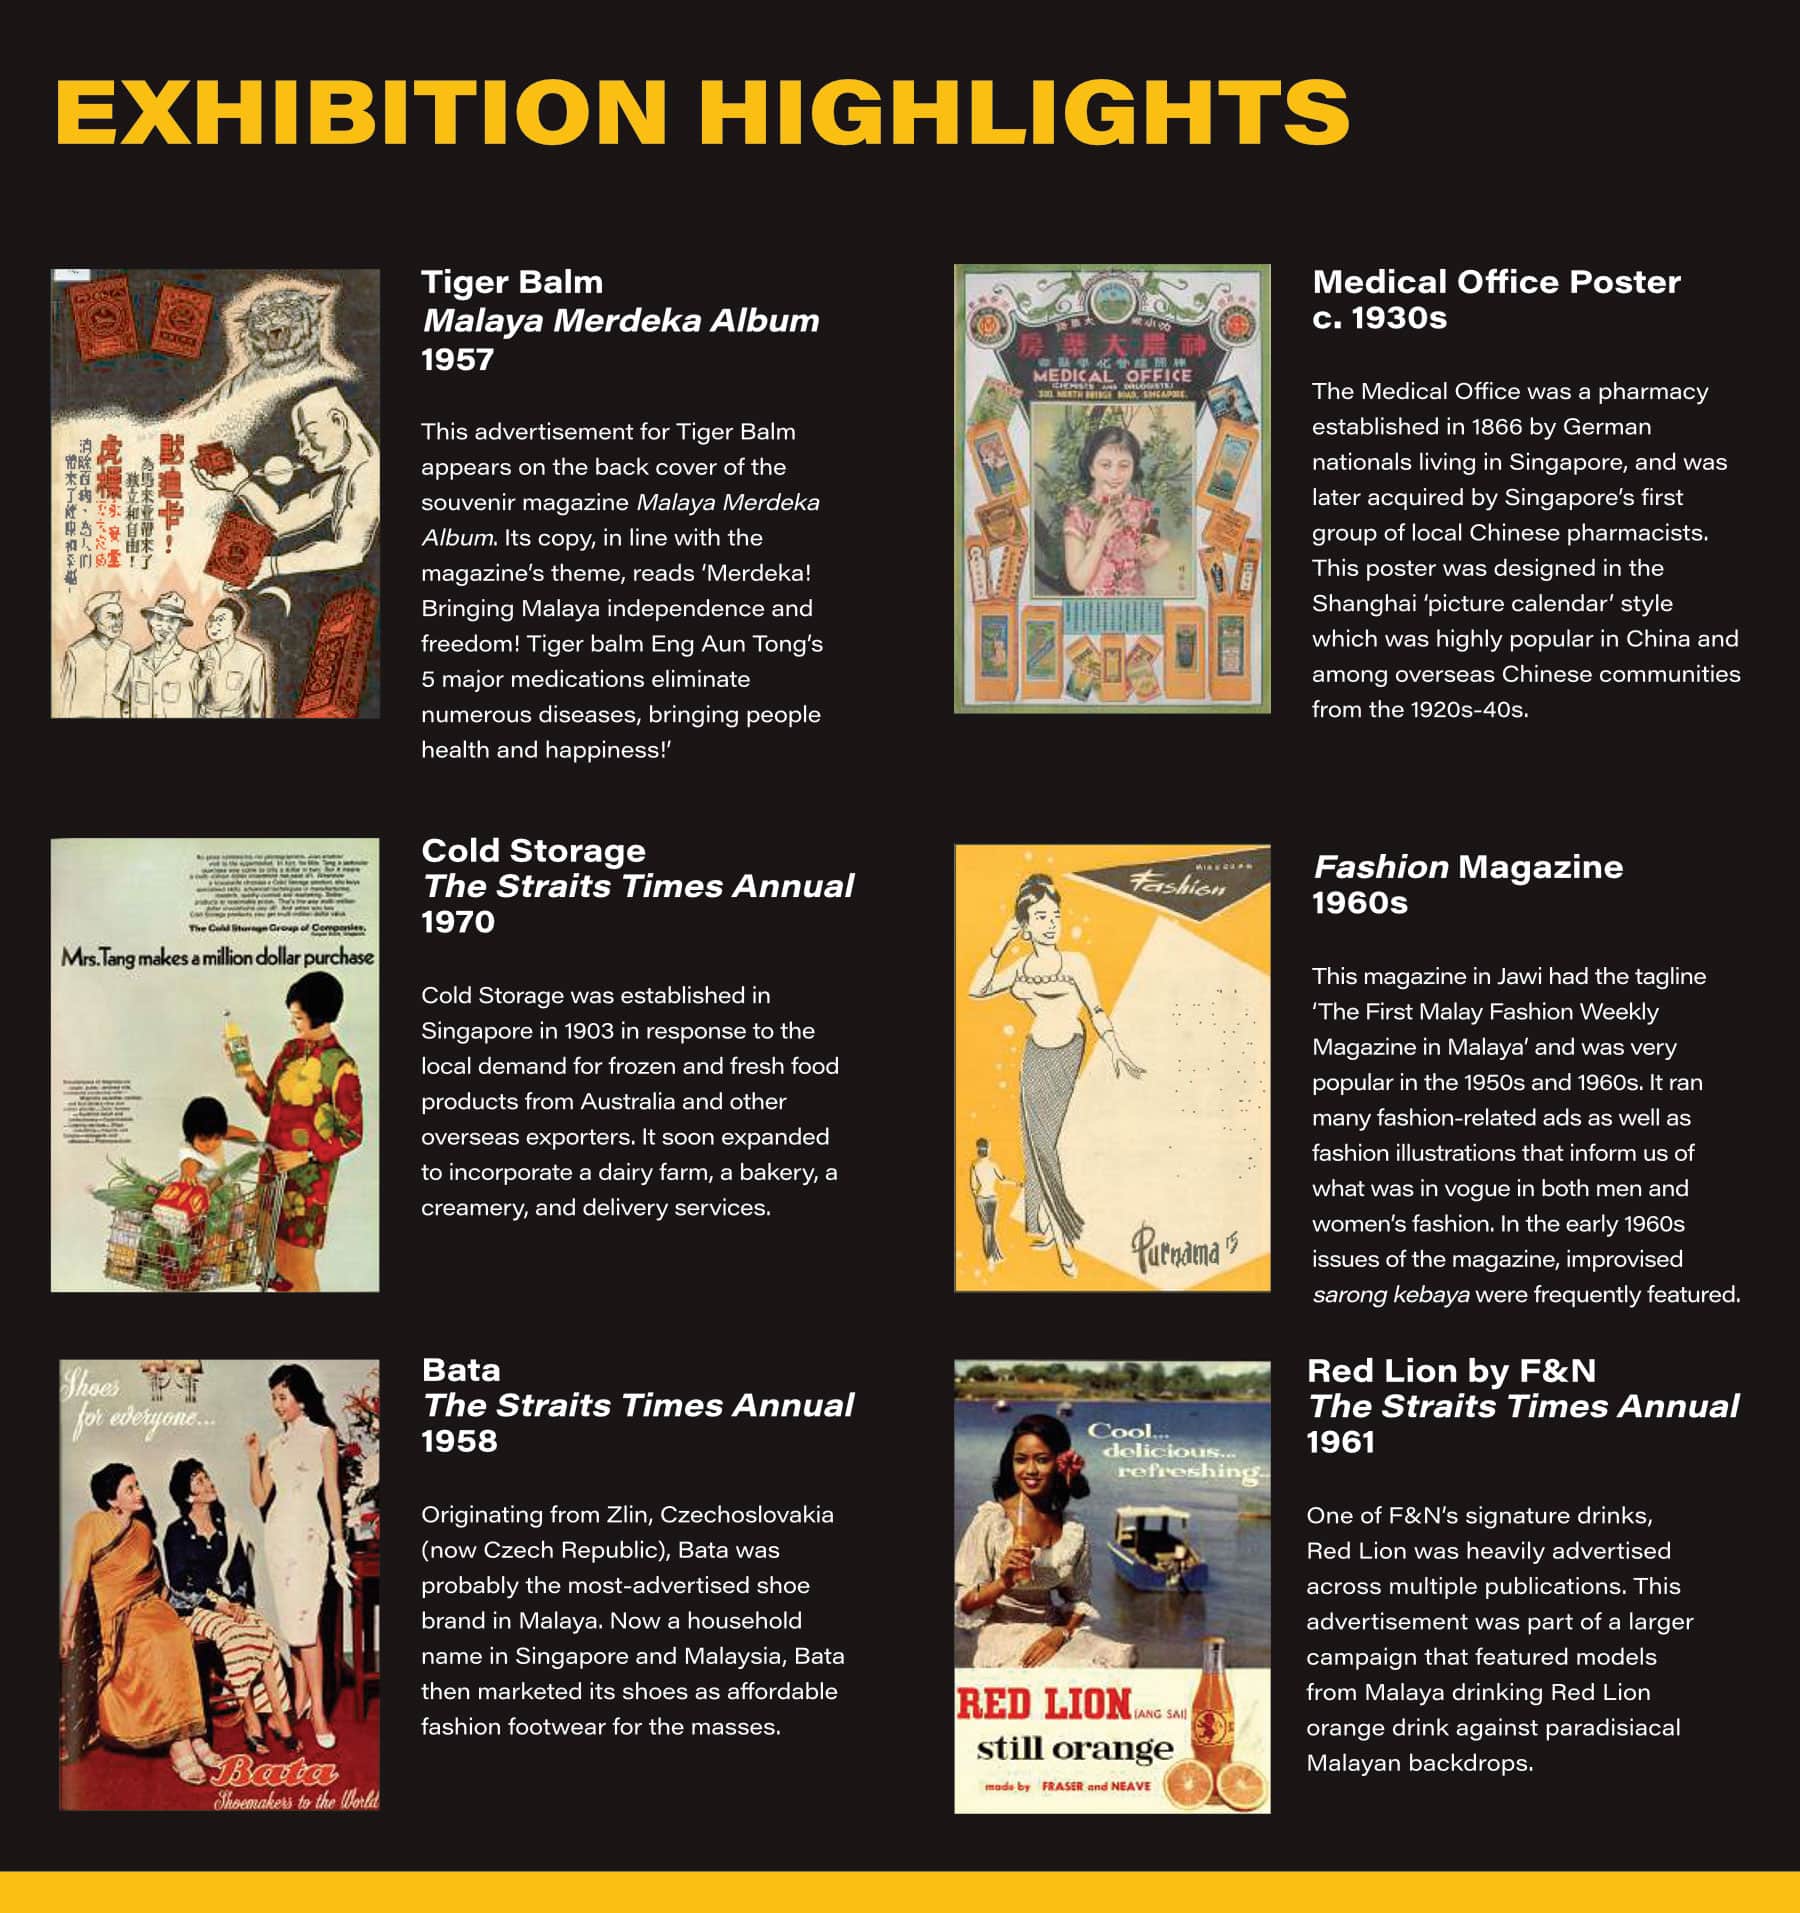 EXHIBITION HIGHLIGHTS
Tiger Balm
Malaya Merdeka Album
1957
This advertisement for Tiger Balm
appears on the back cover of the
souvenir magazine Malaya Merdeka
Album. Its copy, in line with the
magazine's theme, reads ‘Merdeka!
Bringing Malaya independence and
freedom! Tiger balm Eng Aun Tong's
5 major medications eliminate
numerous diseases, bringing people
health and happiness!’
為馬來亞帶來了
獨立和自由!
虎標永安堂
Medical Office Poster
c. 1930s
The Medical Office was a pharmacy
established in 1866 by German
nationals living in Singapore, and was
later acquired by Singapore's first
group of local Chinese pharmacists.
This poster was designed in the
Shanghai ‘picture calendar’ style
which was highly popular in China and
among overseas Chinese communities
from the 1920s-40s.
房藥大農神
MEDICAL OFFICE
(CHEMISTS AND DRUGGISTS)
NORTH BRIDGE ROAD, SINGAPORE.
Cold Storage
The Straits Times Annual
1970
Cold Storage was established in
Singapore in 1903 in response to the
local demand for frozen and fresh food
products from Australia and other
overseas exporters. It soon expanded
to incorporate a dairy farm, a bakery, a
creamery, and delivery services.
The Cold Storage Group of Companies,
Mrs. Tang makes a million dollar purchase
Fashion Magazine
1960s
This magazine in Jawi had the tagline
‘The First Malay Fashion Weekly
Magazine in Malaya’ and was very
popular in the 1950s and 1960s. It ran
many fashion-related ads as well as
fashion illustrations that inform us of
what was in vogue in both men and
women's fashion. In the early 1960s
issues of the magazine, improvised
sarong kebaya were frequently featured.
Fashion
Purnama 15
Bata
The Straits Times Annual
1958
Originating from Zlin, Czechoslovakia
(now Czech Republic), Bata was
probably the most-advertised shoe
brand in Malaya. Now a household
name in Singapore and Malaysia, Bata
then marketed its shoes as affordable
fashion footwear for the masses.
Shoes
for everyone...
Bata
Shoemakers to the World
Red Lion by F&N
The Straits Times Annual
1961
One of F&N's signature drinks,
Red Lion was heavily advertised
across multiple publications. This
advertisement was part of a larger
campaign that featured models
from Malaya drinking Red Lion
orange drink against paradisiacal
Malayan backdrops.
Cool...
delicious...
refreshing...
RED LION (ANG SAI)
still orange
made by FRASER and NEAVE